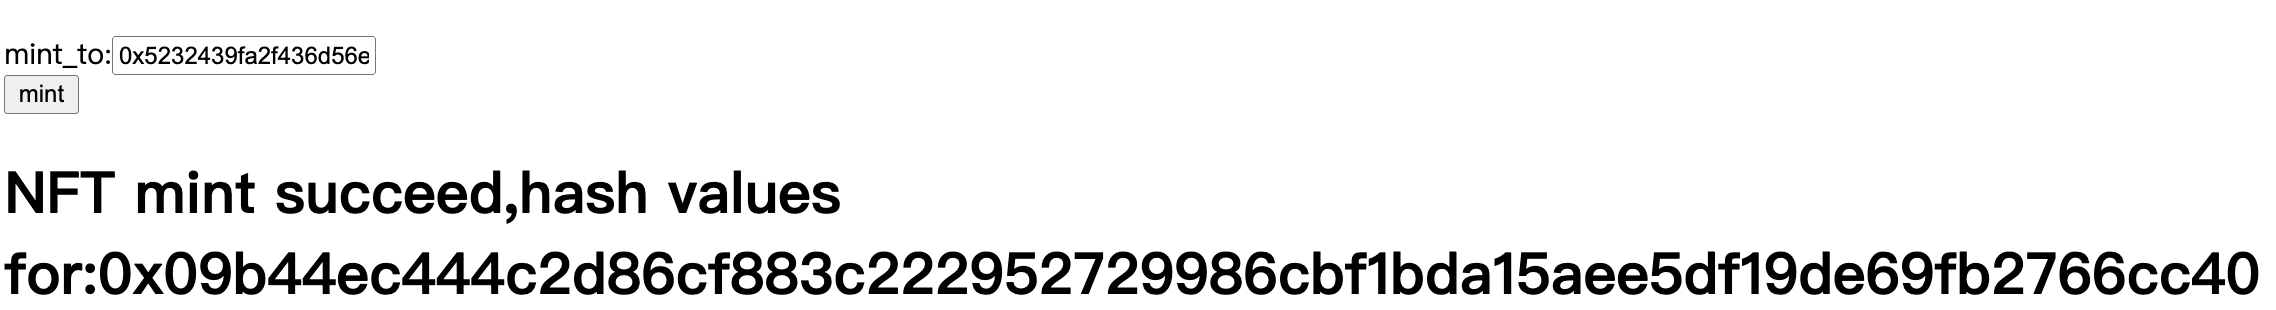 mint_to:0x5232439fa2f436d56e
mint
NFT mint succeed,hash values
for:0x09b44ec444c2d86cf883c222952729986cbf1bda15aee5df19de69fb2766cc40